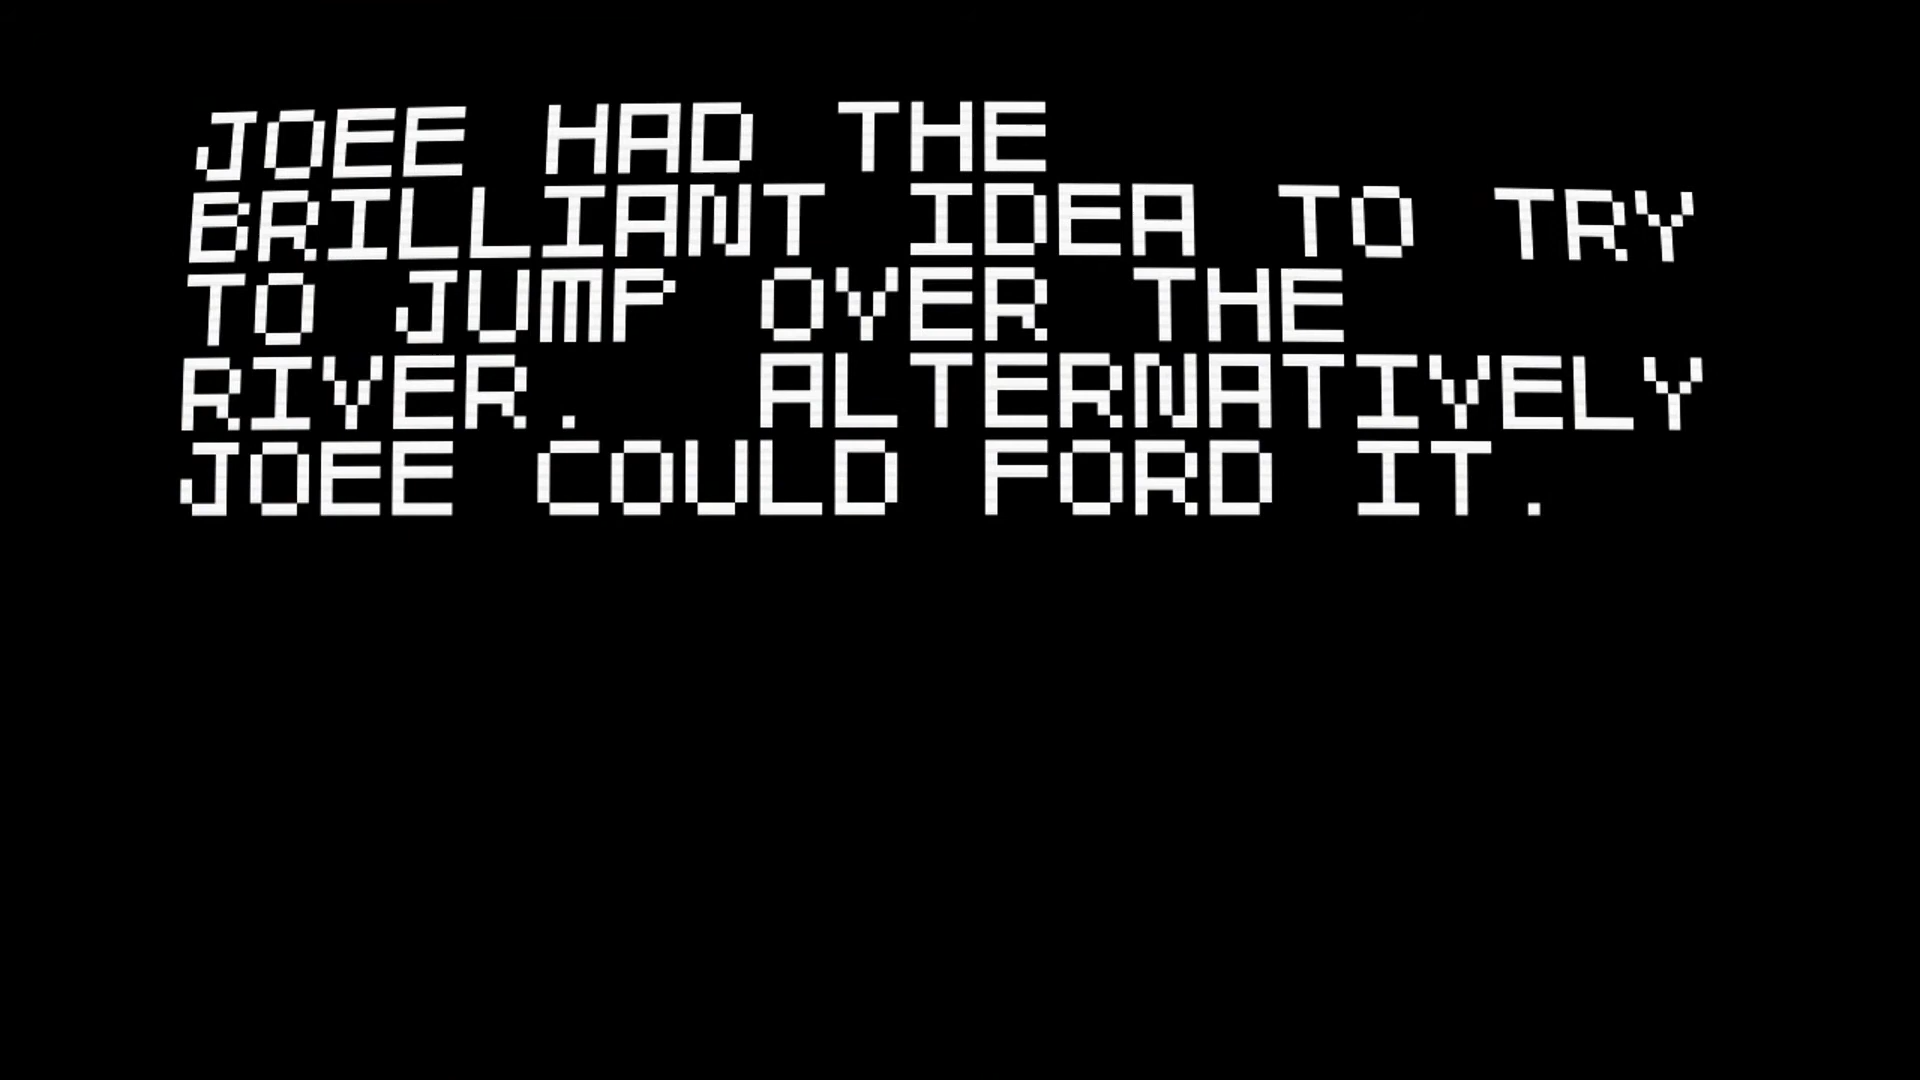 JOEE HAD THE
BRILLIANT IDEA TO TRY
TO JUMP OVER THE
RIVER. ALTERNATIVELY
JOEE COULD FORD IT.